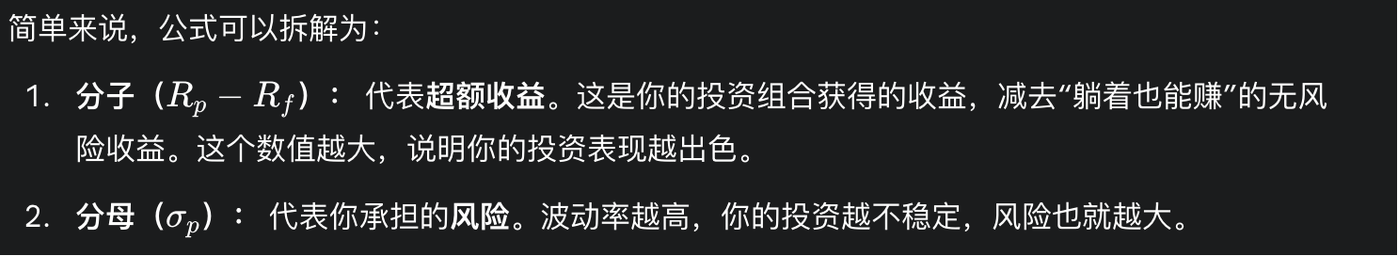 简单来说，公式可以拆解为：
1. 分子（R_p − R_f）： 代表超额收益。这是你的投资组合获得的收益，减去“躺着也能赚”的无风
险收益。这个数值越大，说明你的投资表现越出色。
2. 分母（σ_p）： 代表你承担的风险。波动率越高，你的投资越不稳定，风险也就越大。